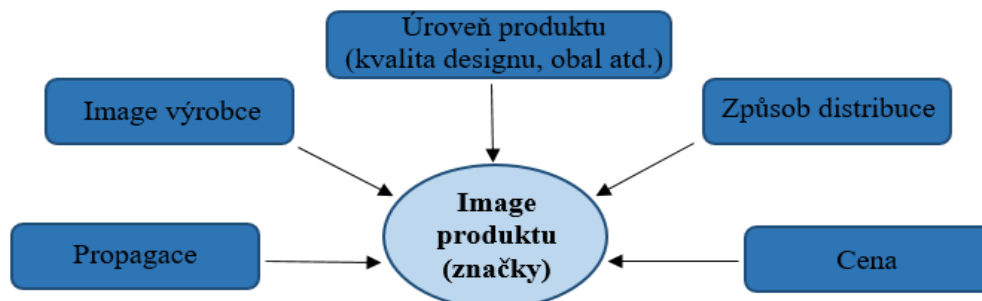 Úroveň produktu
(kvalita designu, obal atd.)
Image výrobce
Způsob distribuce
Image
produktu
(značky)
Propagace
Cena